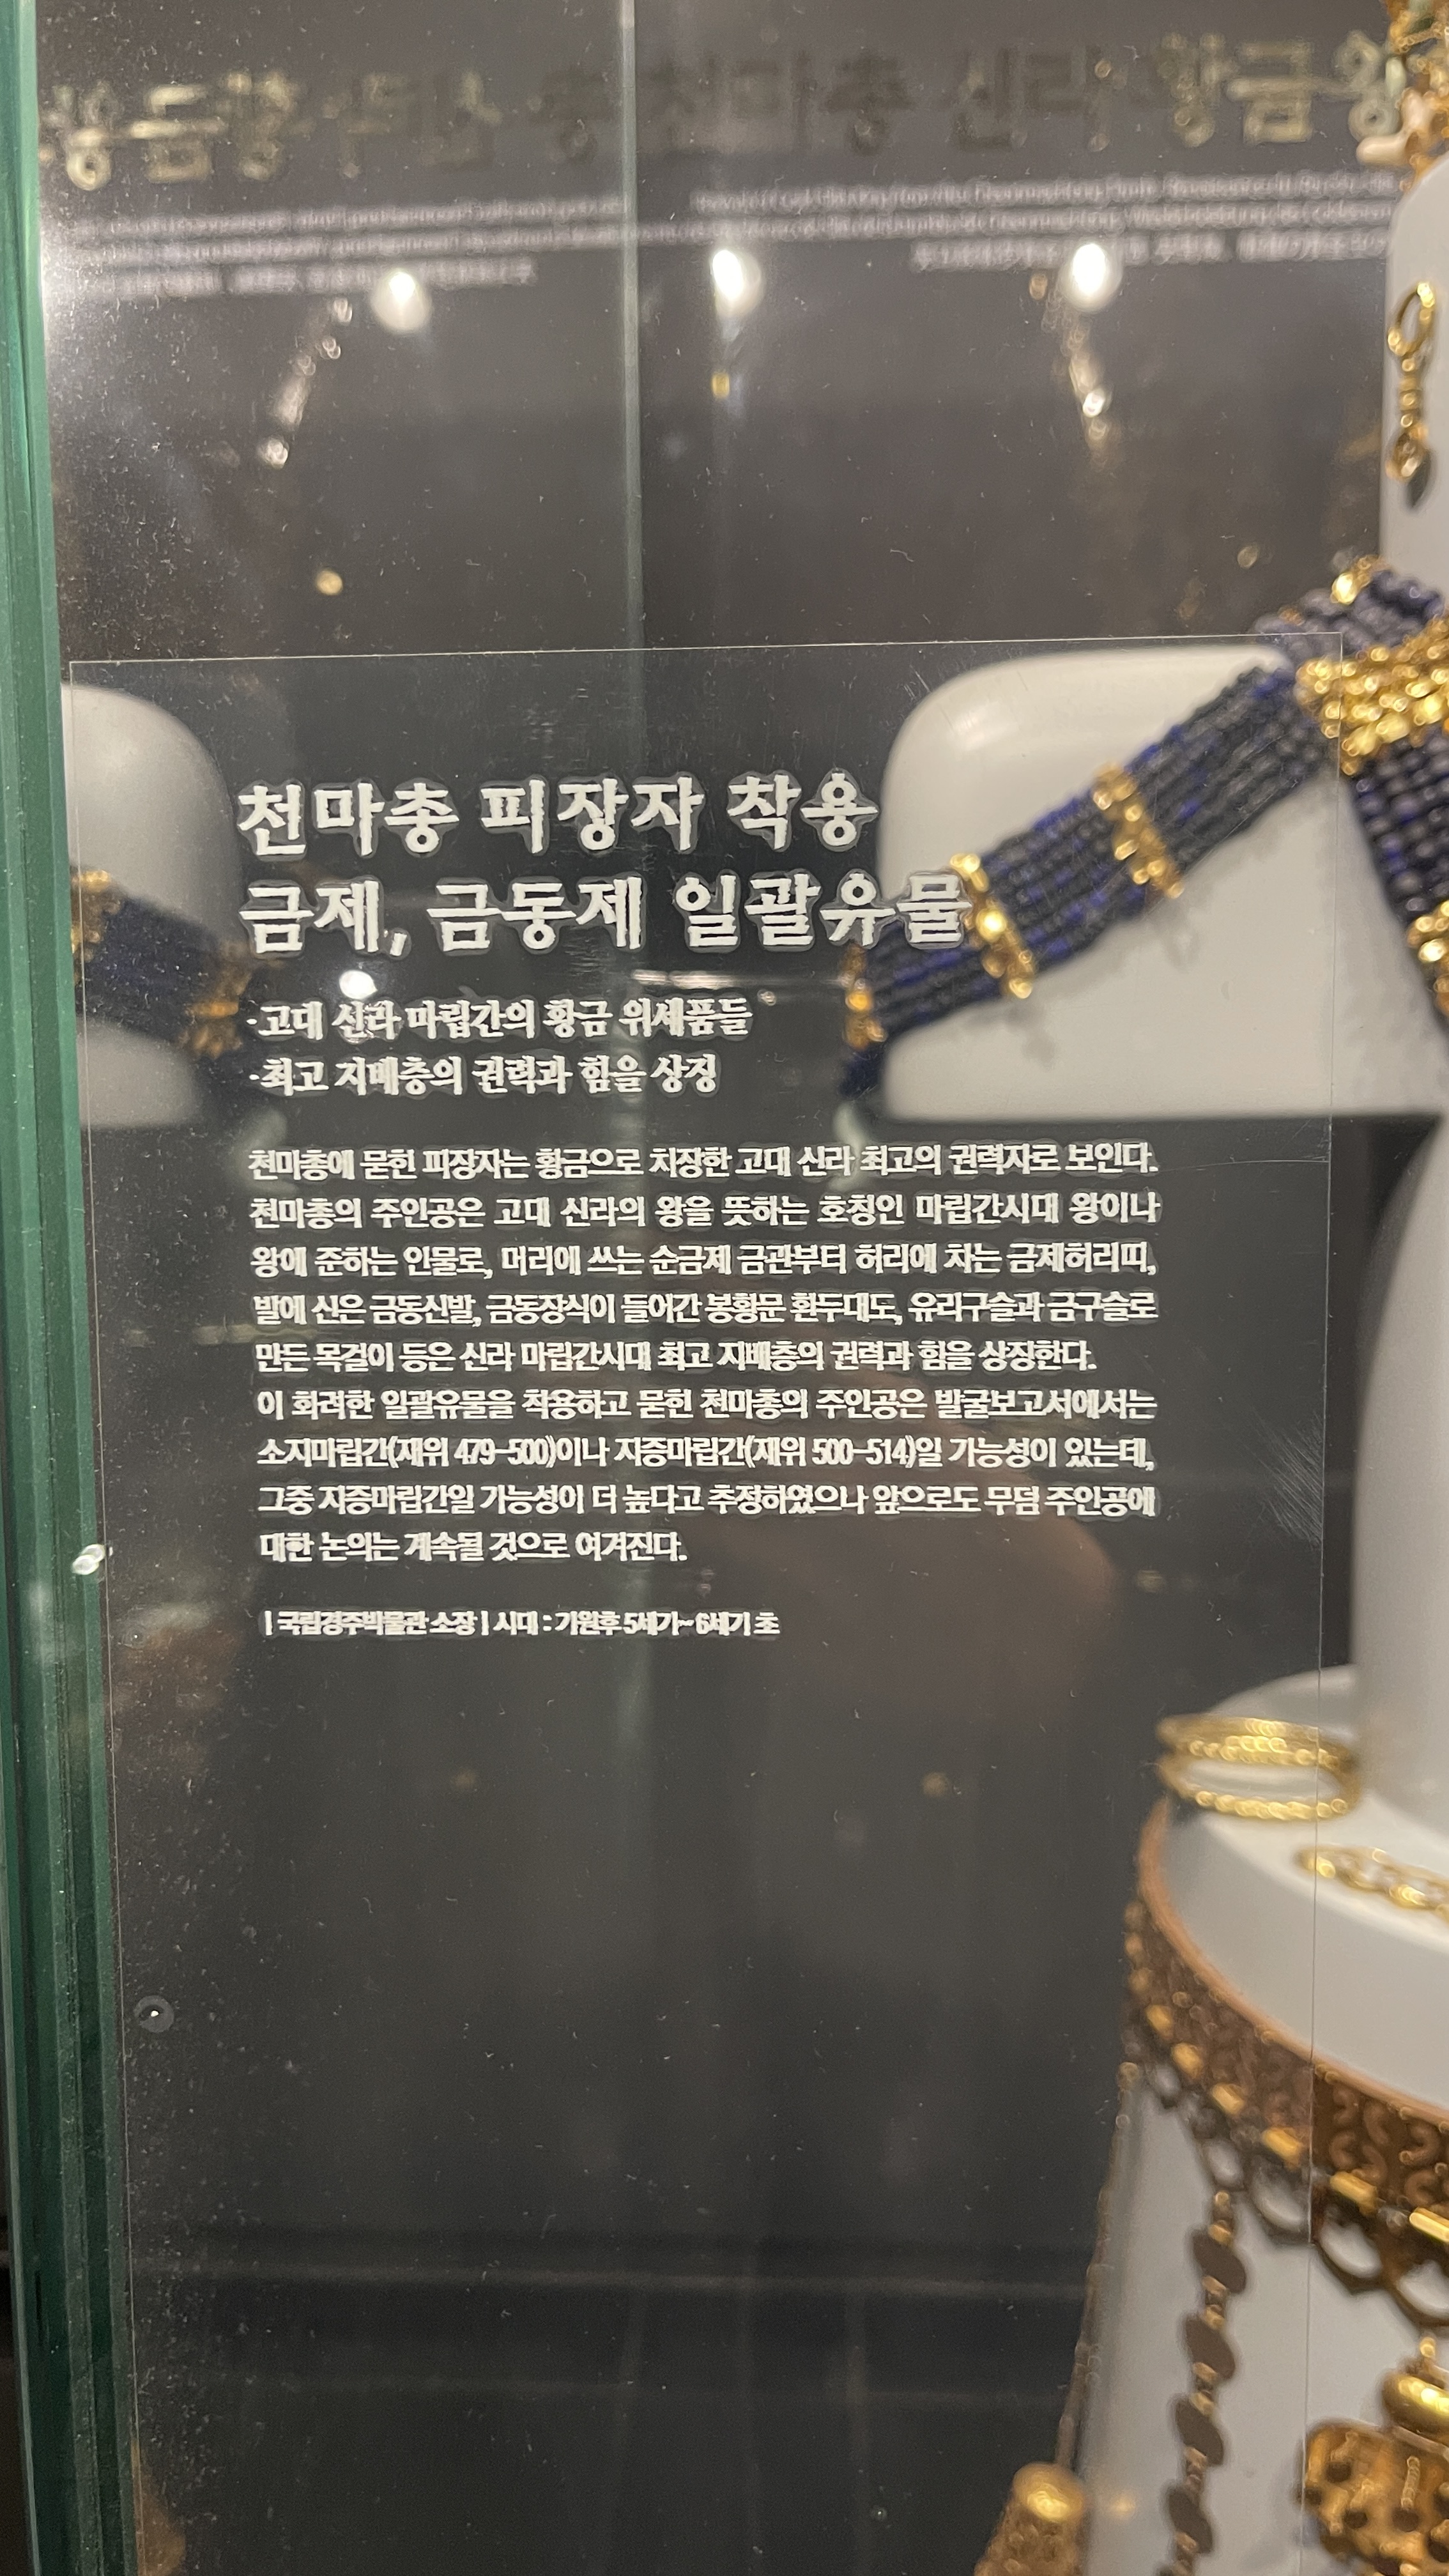 천마총 신라 황금
천마총 피장자 착용
금제, 금동제 일괄유물
·고대 신라 마립간의 황금 위세품들
·최고 지배층의 권력과 힘을 상징
천마총에 묻힌 피장자는 황금으로 치장한 고대 신라 최고의 권력자로 보인다.
천마총의 주인공은 고대 신라의 왕을 뜻하는 호칭인 마립간시대 왕이나
왕에 준하는 인물로, 머리에 쓰는 순금제 금관부터 허리에 차는 금제허리띠,
발에 신은 금동신발, 금동장식이 들어간 봉황문 환두대도, 유리구슬과 금구슬로
만든 목걸이 등은 신라 마립간시대 최고 지배층의 권력과 힘을 상징한다.
이 화려한 일괄유물을 착용하고 묻힌 천마총의 주인공은 발굴보고서에서는
소지마립간(재위 479-500)이나 지증마립간(재위 500-514)일 가능성이 있는데,
그중 지증마립간일 가능성이 더 높다고 추정하였으나 앞으로도 무덤 주인공에
대한 논의는 계속될 것으로 여겨진다.
| 국립경주박물관 소장 | 시대 : 기원후 5세기~6세기 초